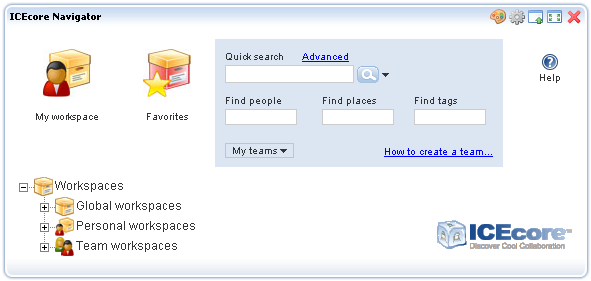 ICEcore Navigator
Quick search Advanced
Find people Find places Find tags
My teams How to create a team...
My workspace Favorites
Help
Workspaces
Global workspaces
Personal workspaces
Team workspaces
ICEcore™
Discover Cool Collaboration